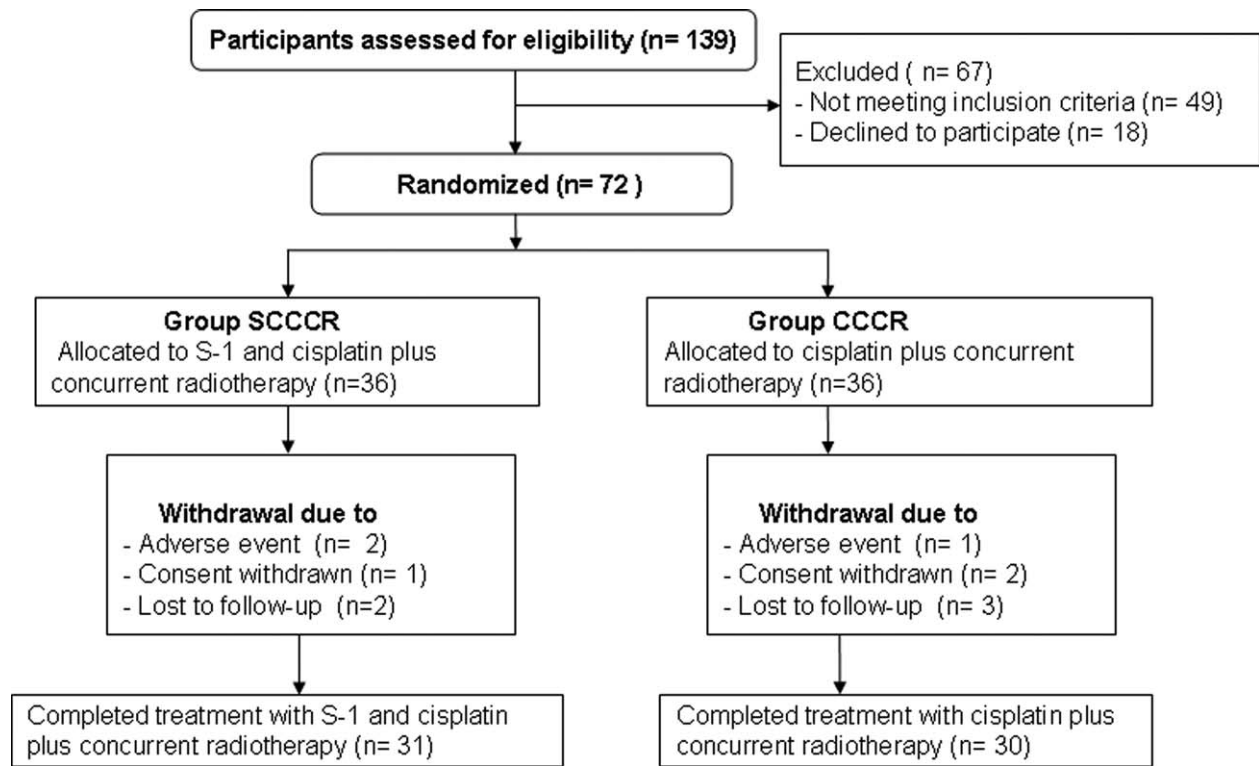 Participants assessed for eligibility (n= 139)
Excluded ( n= 67)
- Not meeting inclusion criteria (n= 49)
- Declined to participate (n= 18)
Randomized (n= 72 )
Group SCCCR
Allocated to S-1 and cisplatin plus
concurrent radiotherapy (n=36)
Group CCCR
Allocated to cisplatin plus concurrent
radiotherapy (n=36)
Withdrawal due to
- Adverse event (n= 2)
- Consent withdrawn (n= 1)
- Lost to follow-up (n=2)
Withdrawal due to
- Adverse event (n= 1)
- Consent withdrawn (n= 2)
- Lost to follow-up (n= 3)
Completed treatment with S-1 and cisplatin
plus concurrent radiotherapy (n= 31)
Completed treatment with cisplatin plus
concurrent radiotherapy (n= 30)